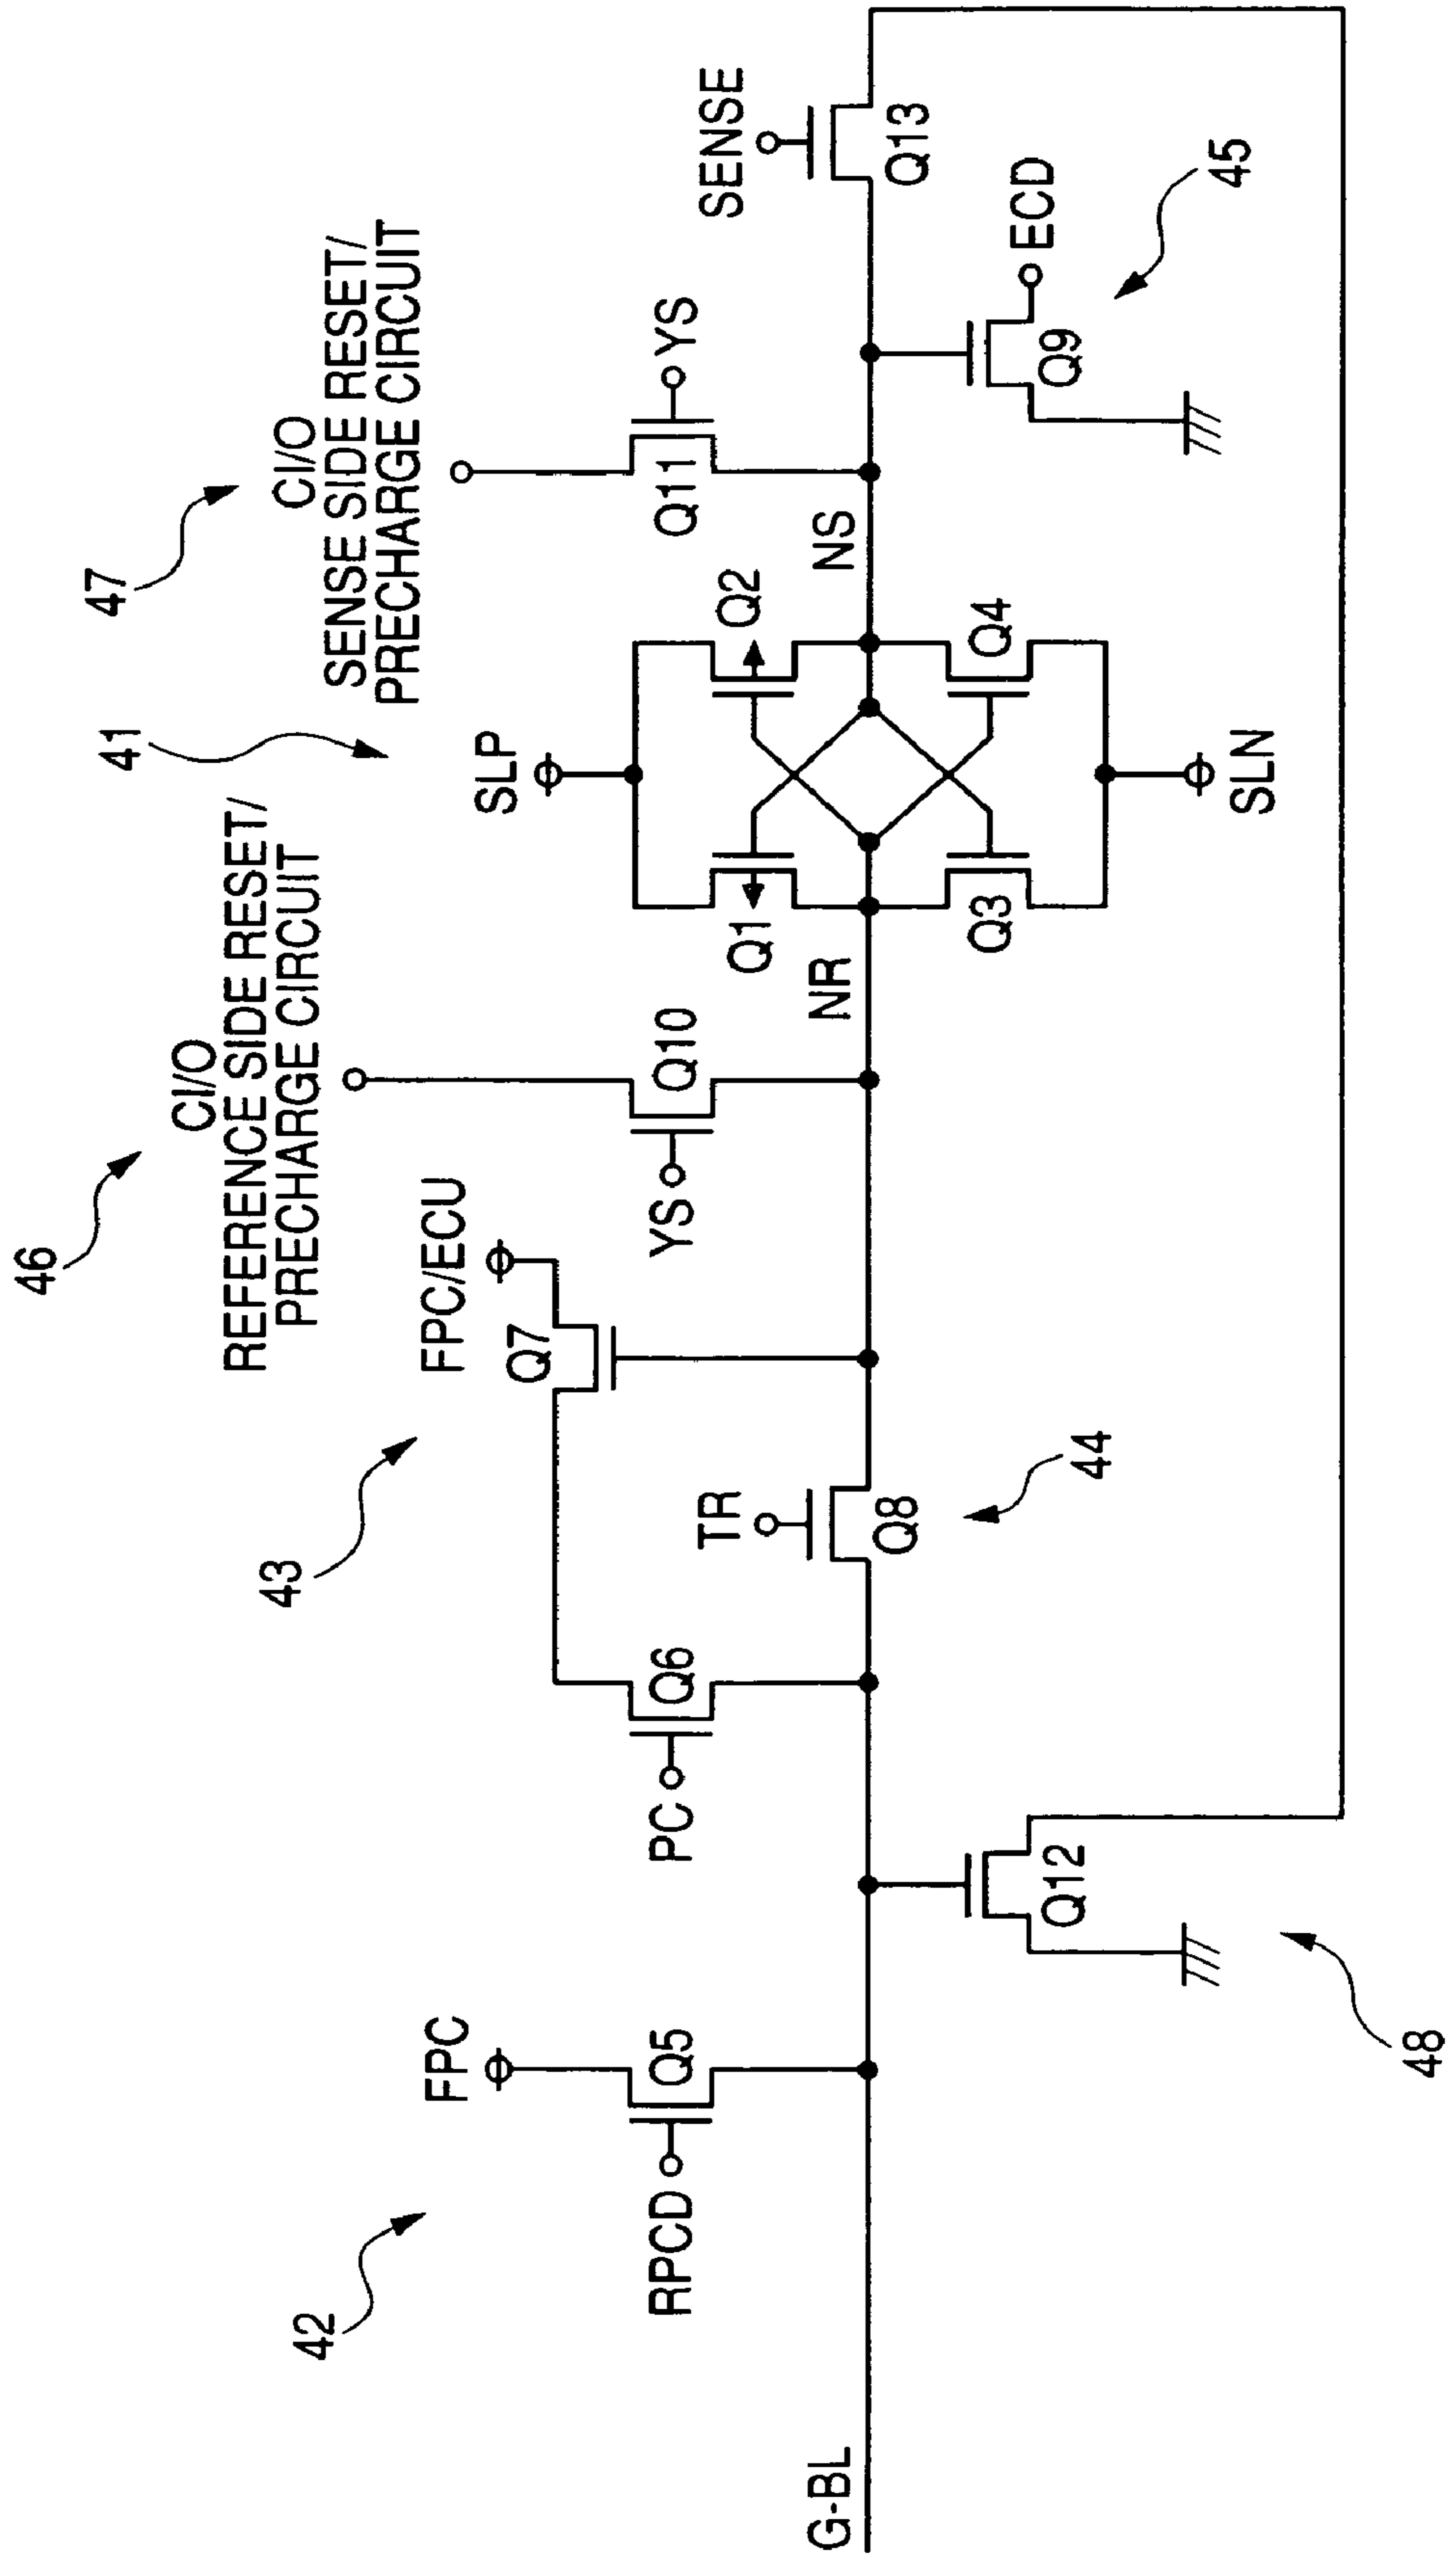 47
CI/O
SENSE SIDE RESET/
PRECHARGE CIRCUIT
46
CI/O
REFERENCE SIDE RESET/
PRECHARGE CIRCUIT
41
43
42
FPC
FPC/ECU
SLP
RPCD
Q5
PC
Q6
Q7
YS
Q10
Q1
Q2
Q11
YS
SENSE
TR
G-BL
NR
NS
Q8
Q13
Q12
Q3
Q4
Q9
ECD
48
44
SLN
45